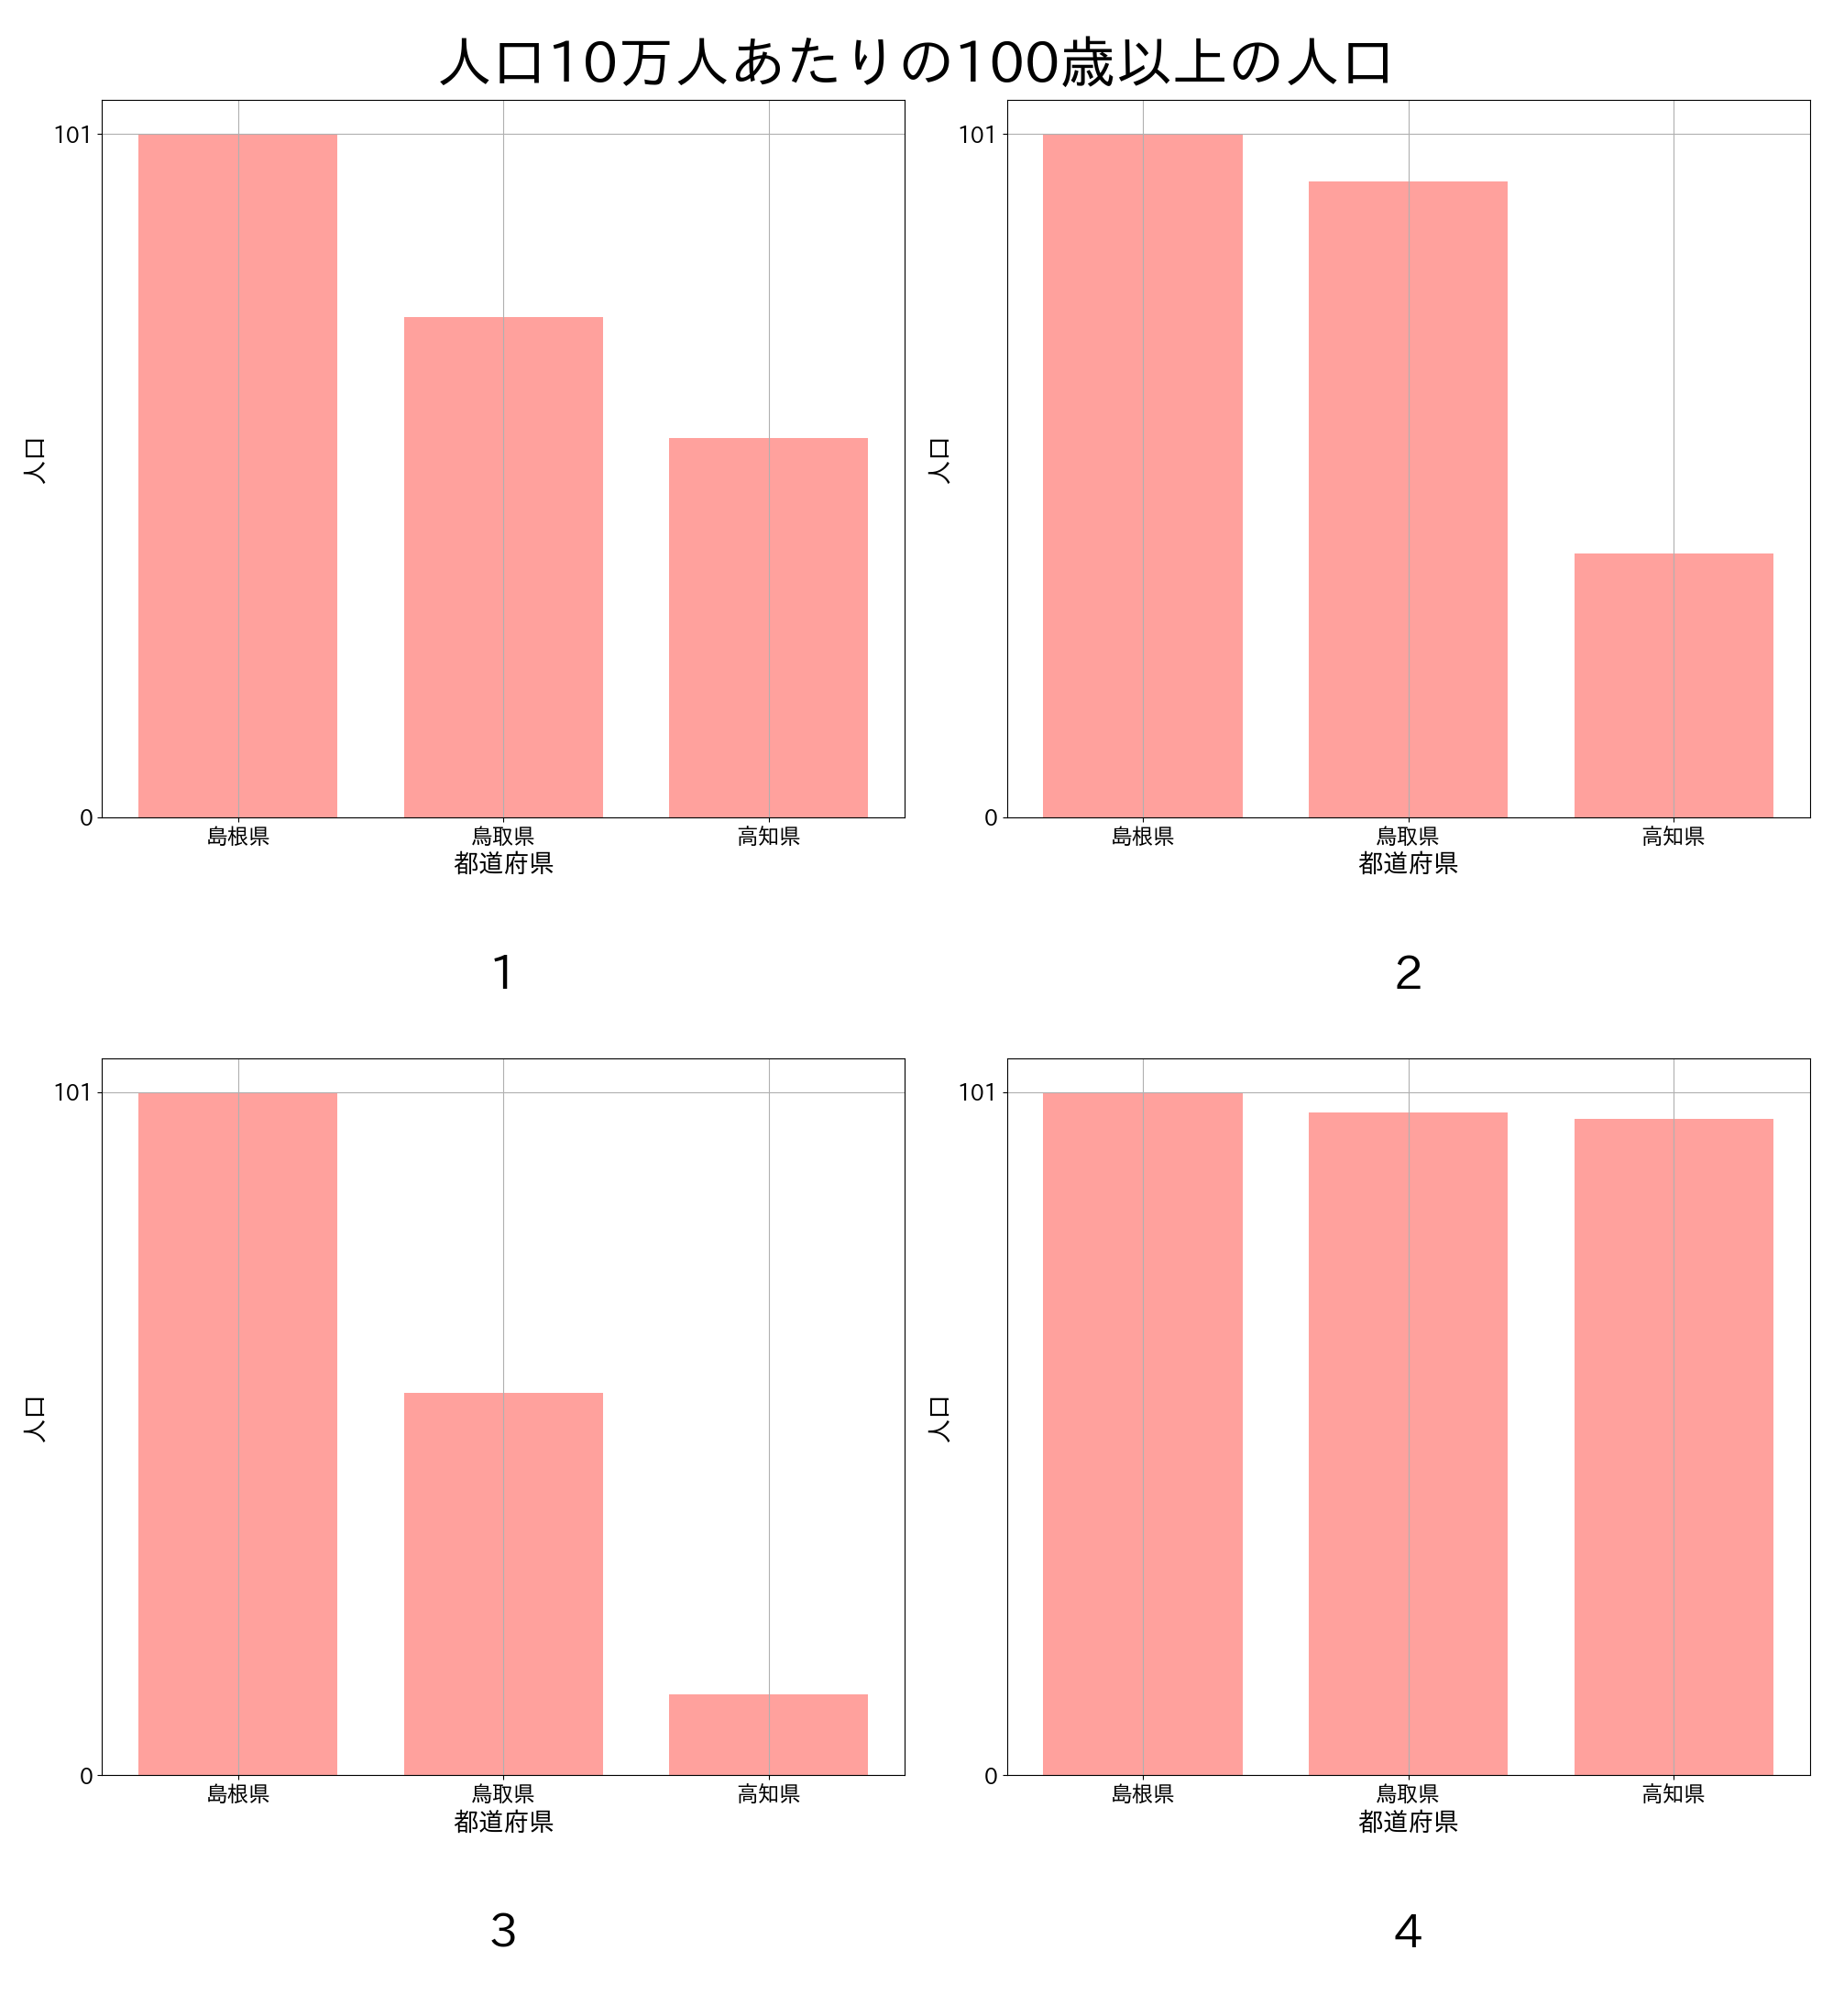 人口10万人あたりの100歳以上の人口
101
0
人口
島根県 鳥取県 高知県
都道府県
1
101
0
人口
島根県 鳥取県 高知県
都道府県
2
101
0
人口
島根県 鳥取県 高知県
都道府県
3
101
0
人口
島根県 鳥取県 高知県
都道府県
4